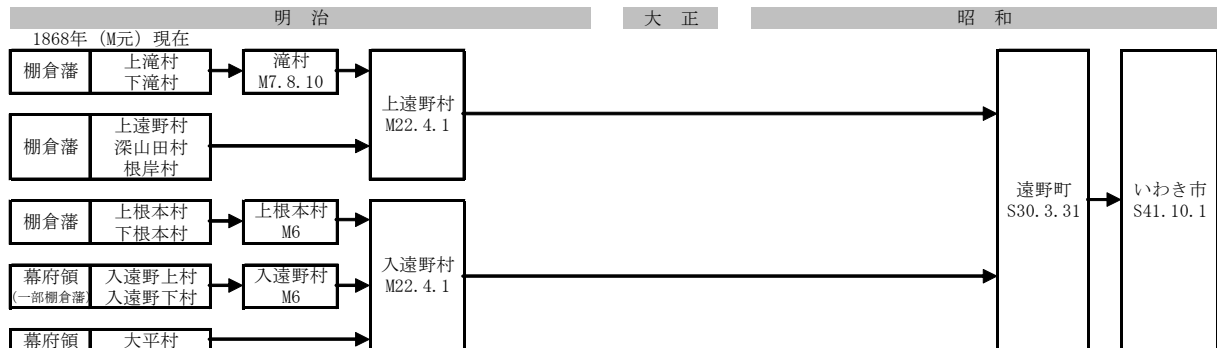 明 治
大 正
昭 和
1868年 (M元) 現在
棚倉藩
上滝村
下滝村
滝村
M7.8.10
上遠野村
M22.4.1
棚倉藩
上遠野村
深山田村
根岸村
遠野町
S30.3.31
いわき市
S41.10.1
棚倉藩
上根本村
下根本村
上根本村
M6
入遠野村
M22.4.1
幕府領
(一部棚倉藩)
入遠野上村
入遠野下村
入遠野村
M6
幕府領
大平村